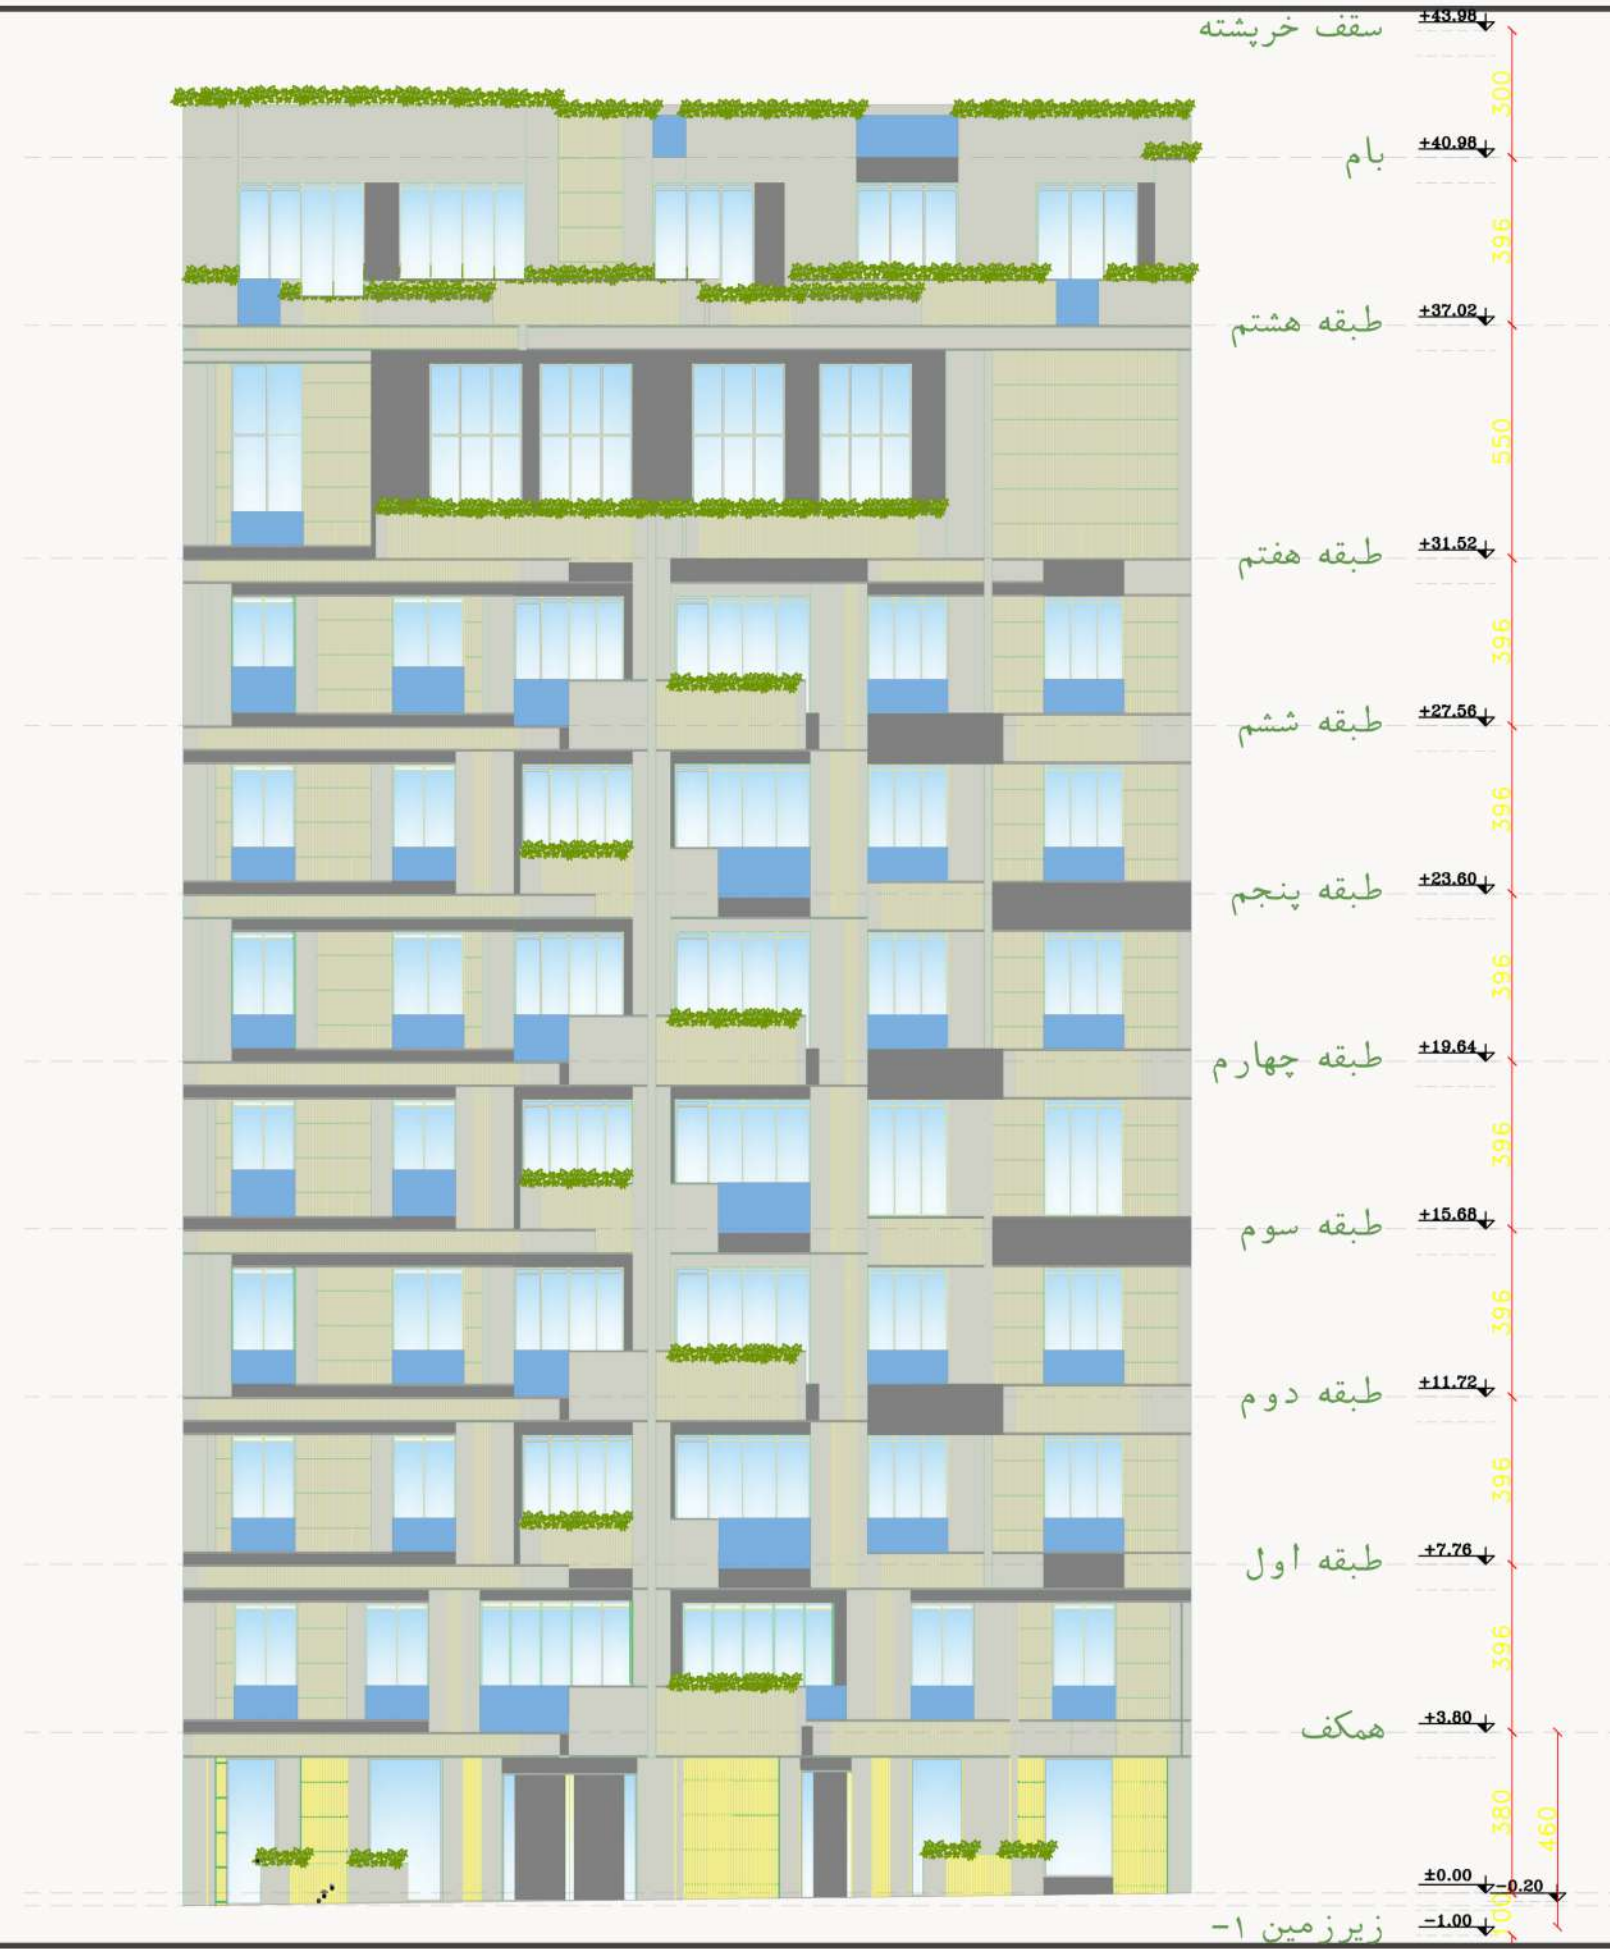 سقف خرپشته +43.98
300
بام +40.98
396
طبقه هشتم +37.02
550
طبقه هفتم +31.52
396
طبقه ششم +27.56
396
طبقه پنجم +23.60
396
طبقه چهارم +19.64
396
طبقه سوم +15.68
396
طبقه دوم +11.72
396
طبقه اول +7.76
396
همکف +3.80
380
460
±0.00
-0.20
100
زیرزمین ۱- -1.00